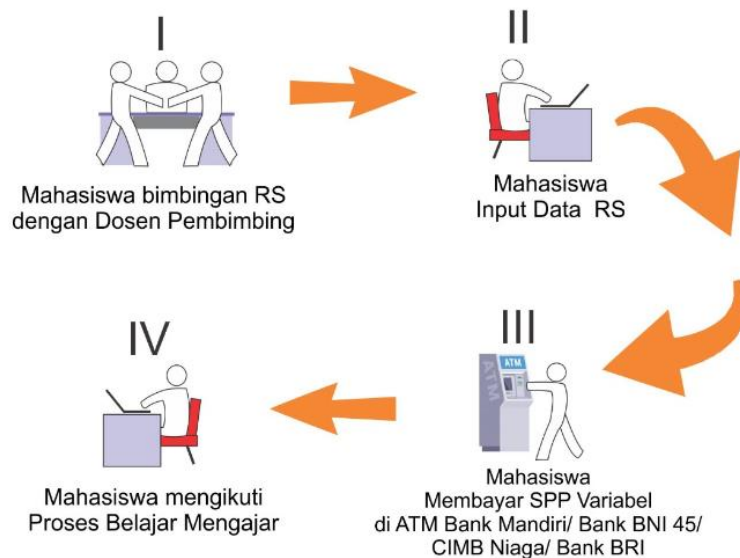 I
Mahasiswa bimbingan RS
dengan Dosen Pembimbing
II
Mahasiswa
Input Data RS
III
ATM
ATM
Mahasiswa
Membayar SPP Variabel
di ATM Bank Mandiri/ Bank BNI 45/
CIMB Niaga/ Bank BRI
IV
Mahasiswa mengikuti
Proses Belajar Mengajar